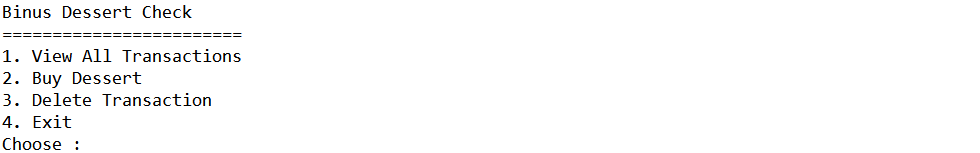 Binus Dessert Check
========================
1. View All Transactions
2. Buy Dessert
3. Delete Transaction
4. Exit
Choose :